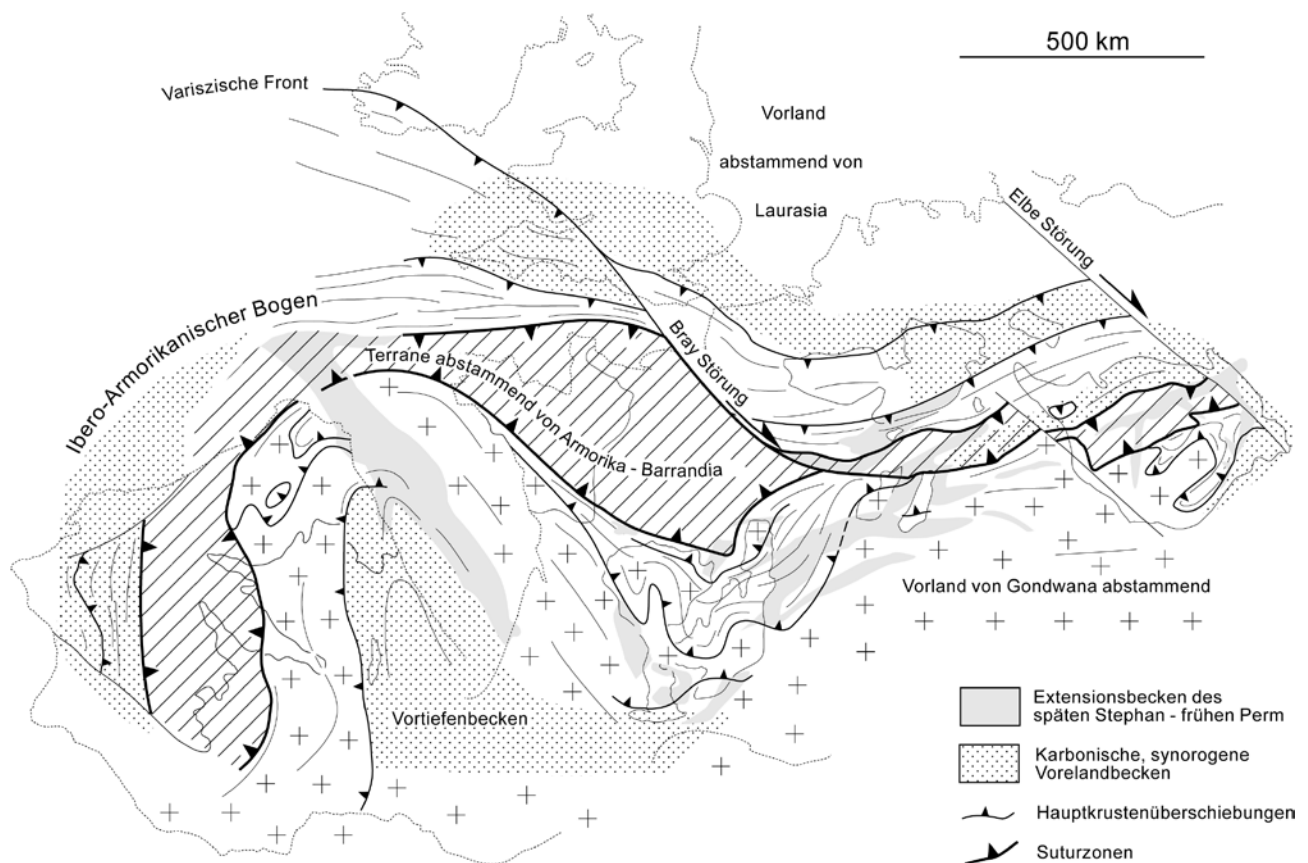 500 km
Variszische Front
Vorland
abstammend von
Laurasia
Elbe Störung
Ibero-Armorikanischer Bogen
Bray Störung
Terrane abstammend von Armorika - Barrandia
Vorland von Gondwana abstammend
Vortiefenbecken
Extensionsbecken des
späten Stephan - frühen Perm
Karbonische, synorogene
Vorelandbecken
Hauptkrustenüberschiebungen
Suturzonen